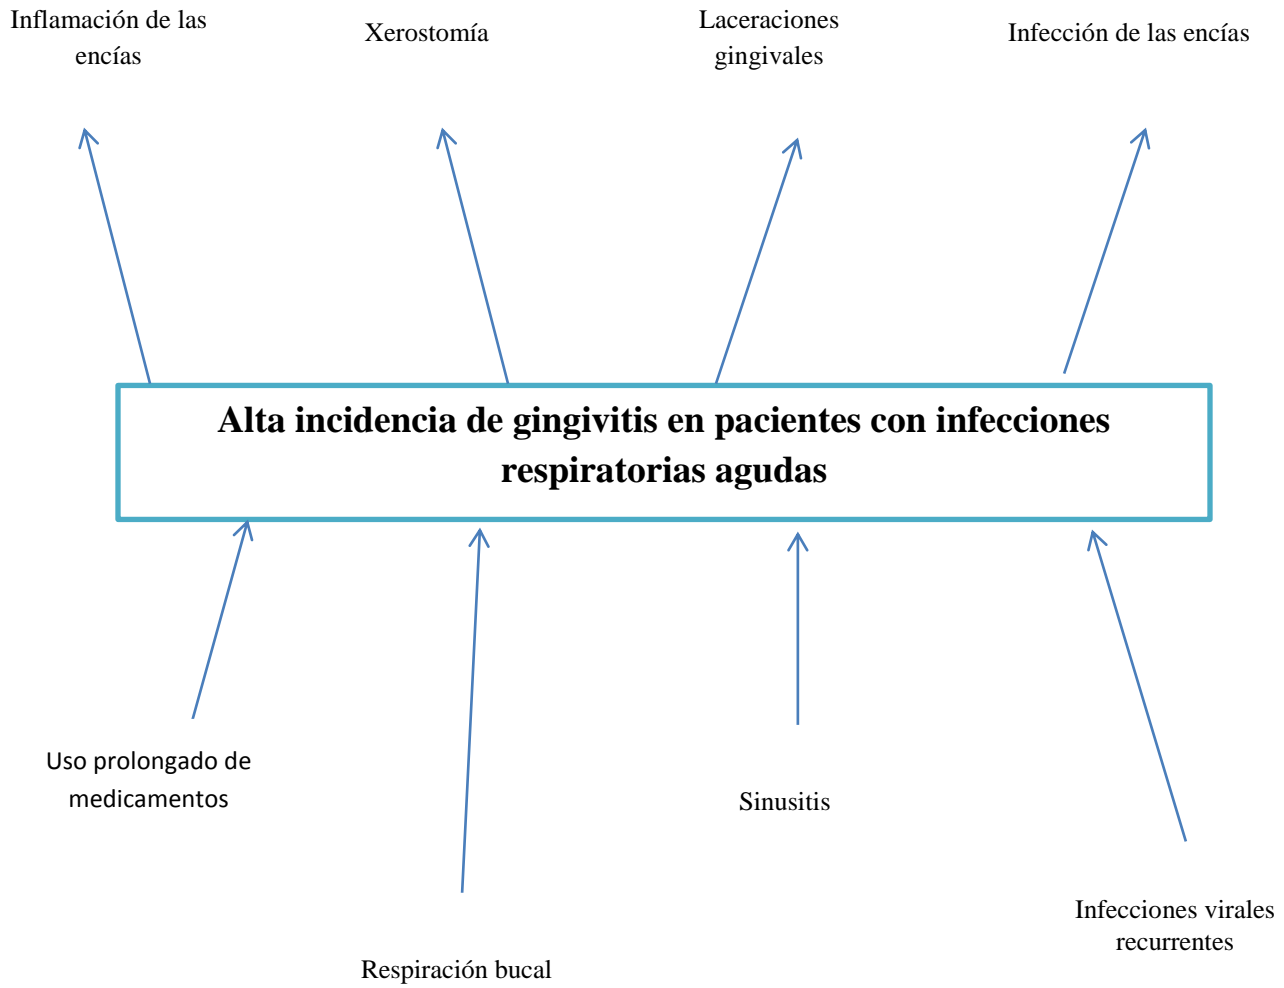 Inflamación de las
encías
Xerostomía
Laceraciones
gingivales
Infección de las encías
Alta incidencia de gingivitis en pacientes con infecciones
respiratorias agudas
Uso prolongado de
medicamentos
Respiración bucal
Sinusitis
Infecciones virales
recurrentes